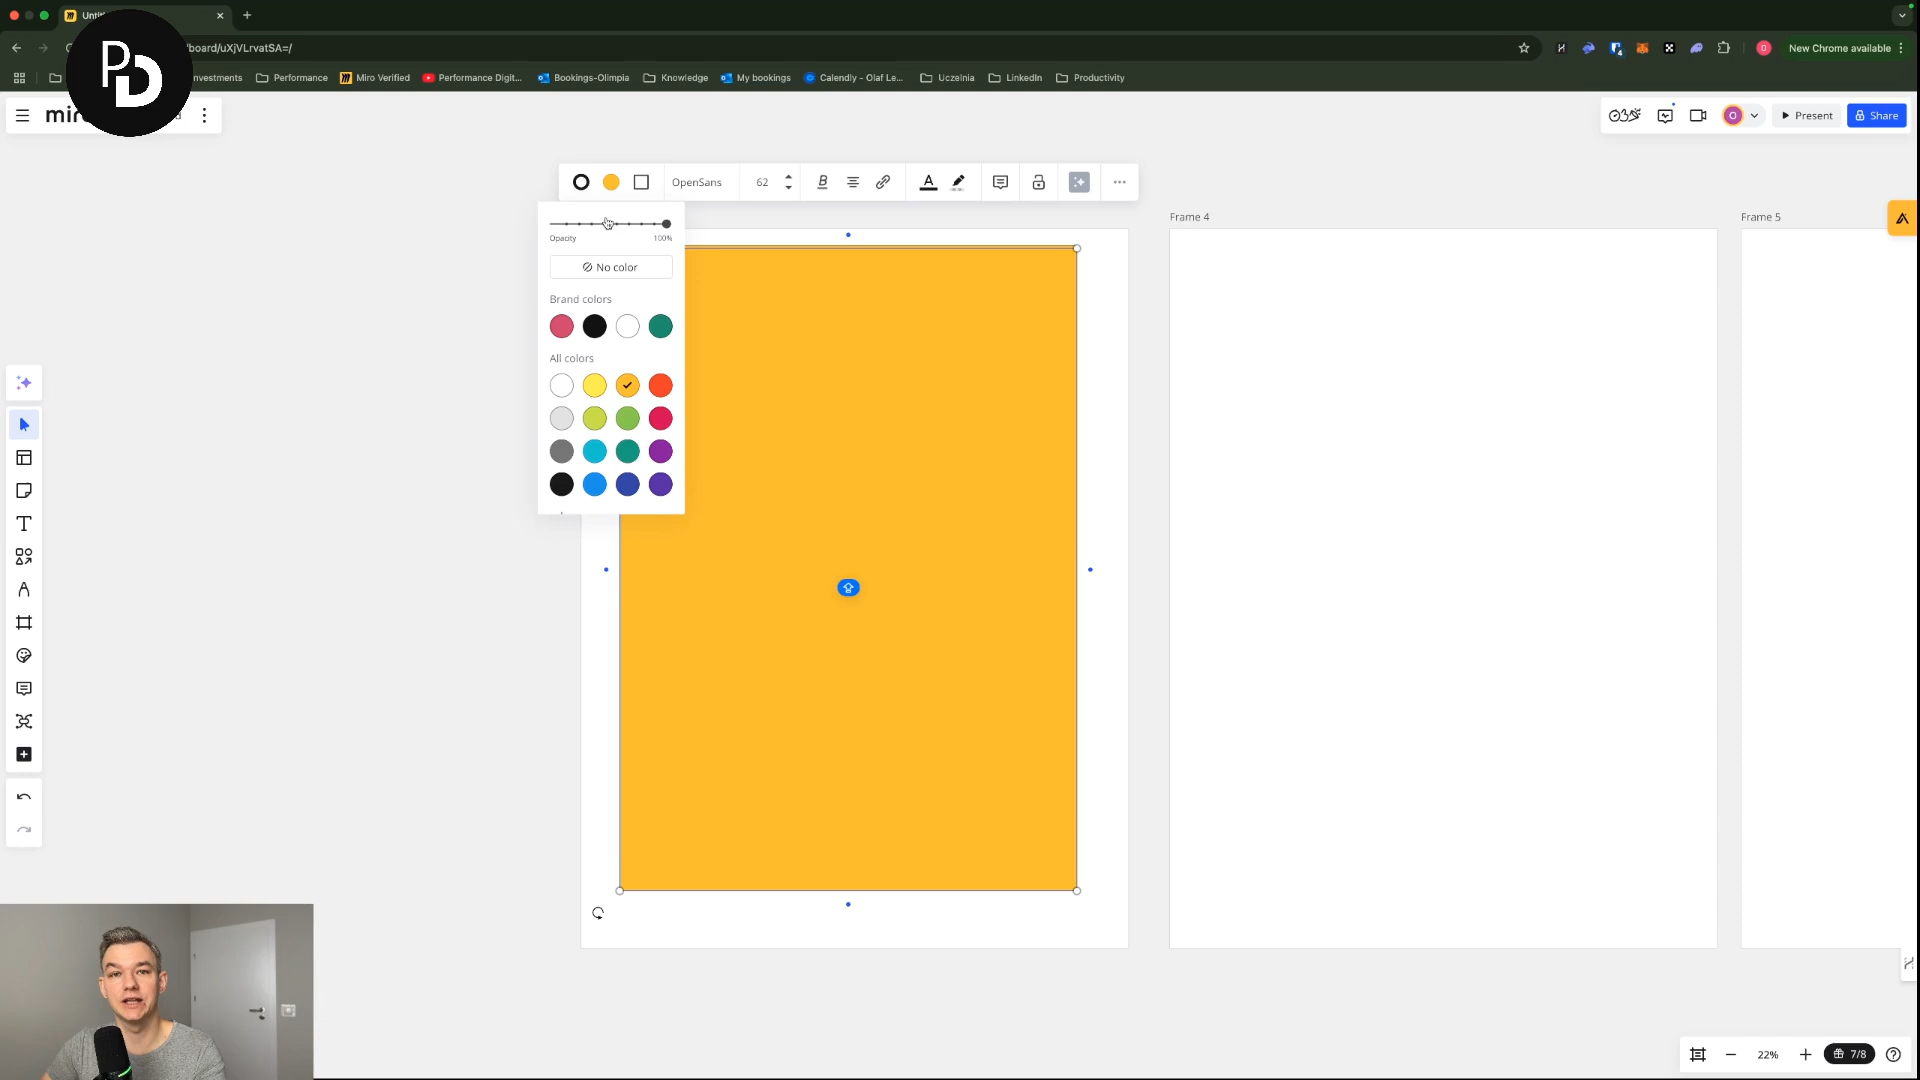 Unti
PD
board/uXjVLrvatSA=/
New Chrome available
nvestments
Performance
Miro Verified
Performance Digit...
Bookings-Olimpia
Knowledge
My bookings
Calendly - Olaf Le...
Uczelnia
LinkedIn
Productivity
mir
O
Present
Share
OpenSans
62
B
A
Opacity
100%
No color
Brand colors
All colors
Frame 4
Frame 5
22%
7/8